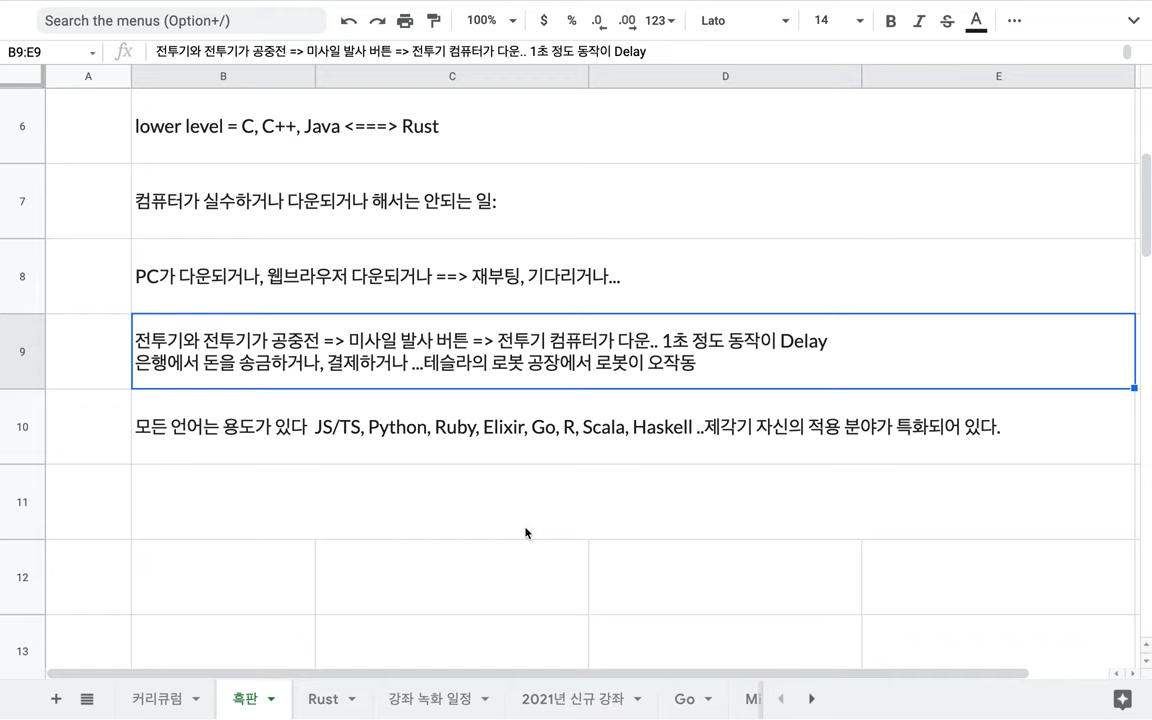 Search the menus (Option+/)
100%
$ % .0 .00 123
Lato
14
B I S A
B9:E9
fx
전투기와 전투기가 공중전 => 미사일 발사 버튼 => 전투기 컴퓨터가 다운.. 1초 정도 동작이 Delay
A B C D E
6
lower level = C, C++, Java <===> Rust
7
컴퓨터가 실수하거나 다운되거나 해서는 안되는 일:
8
PC가 다운되거나, 웹브라우저 다운되거나 ==> 재부팅, 기다리거나...
9
전투기와 전투기가 공중전 => 미사일 발사 버튼 => 전투기 컴퓨터가 다운.. 1초 정도 동작이 Delay
은행에서 돈을 송금하거나, 결제하거나 ...테슬라의 로봇 공장에서 로봇이 오작동
10
모든 언어는 용도가 있다 JS/TS, Python, Ruby, Elixir, Go, R, Scala, Haskell ..제각기 자신의 적용 분야가 특화되어 있다.
11
12
13
커리큐럼
흑판
Rust
강좌 녹화 일정
2021년 신규 강좌
Go
Mi